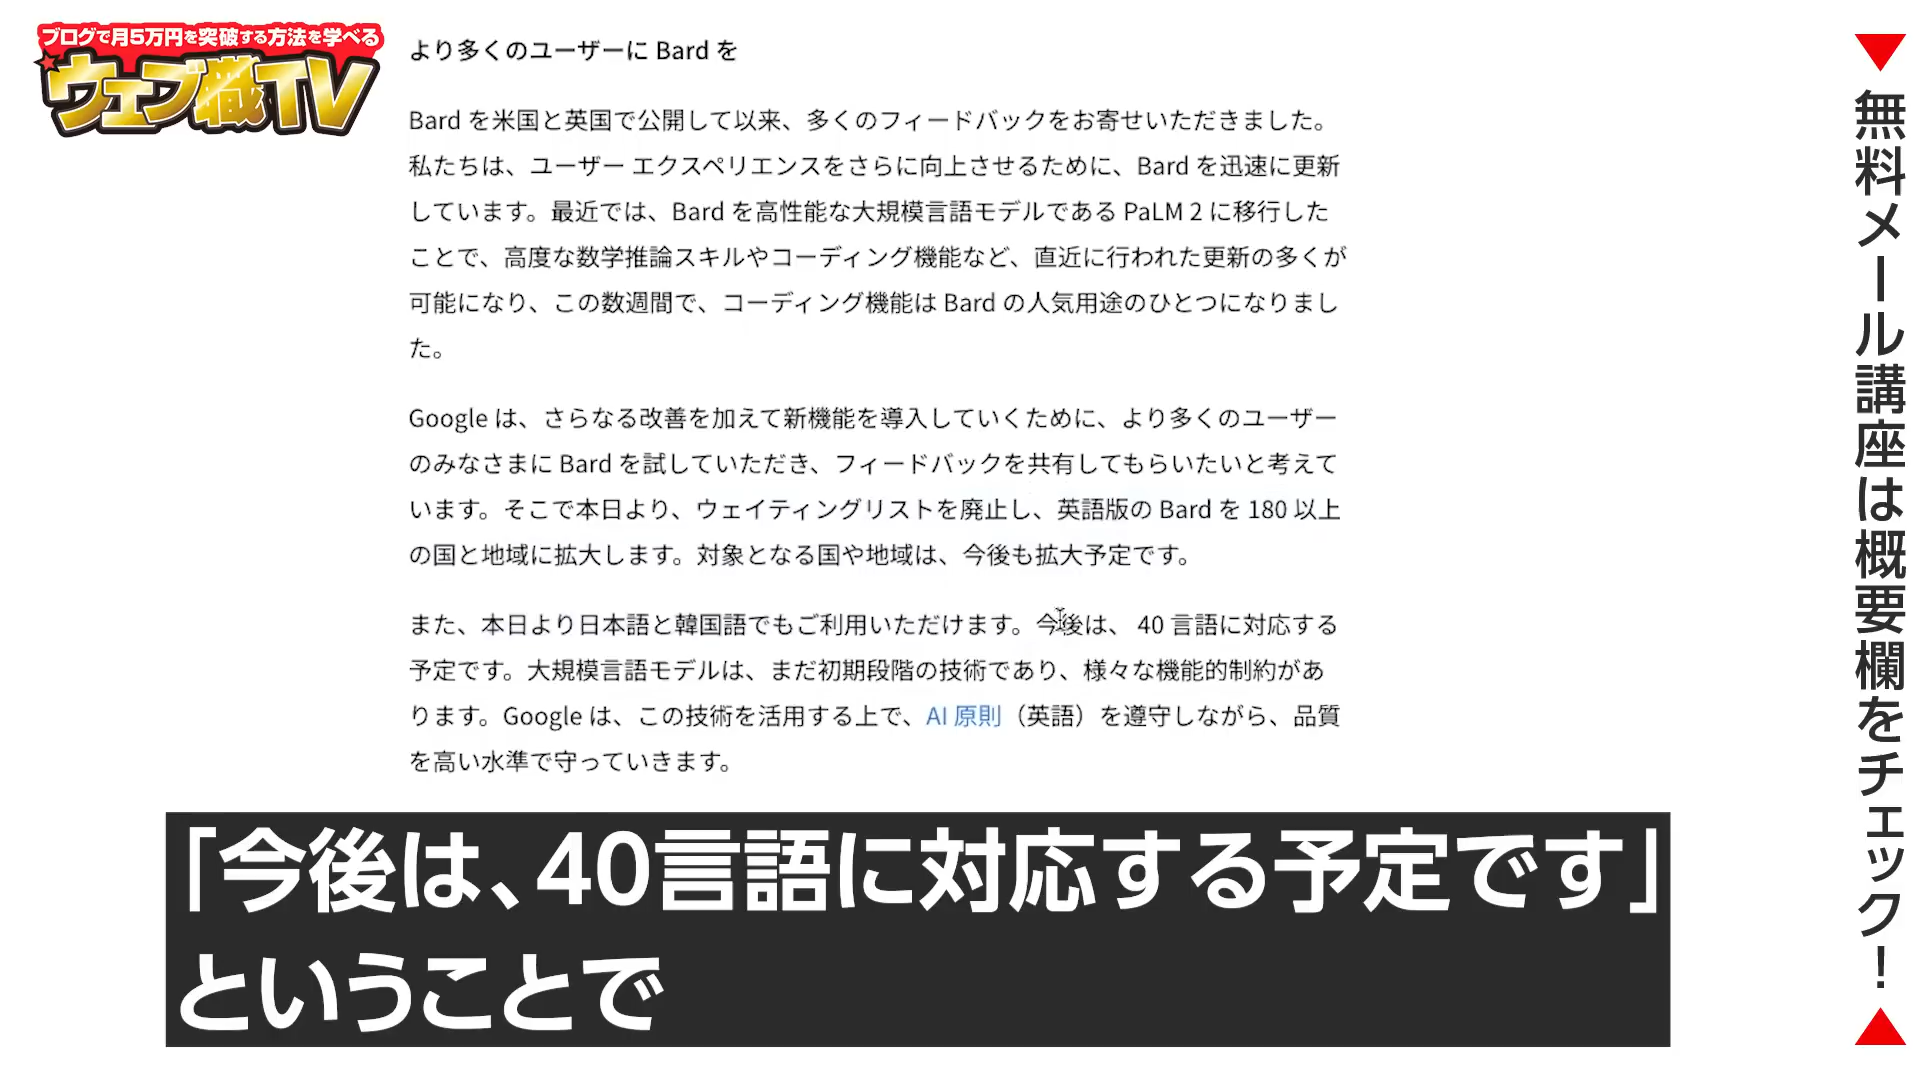 ブログで月5万円を突破する方法を学べる
ウェブ職TV
より多くのユーザーに Bard を
Bard を米国と英国で公開して以来、多くのフィードバックをお寄せいただきました。
私たちは、ユーザー エクスペリエンスをさらに向上させるために、Bard を迅速に更新
しています。最近では、Bard を高性能な大規模言語モデルである PaLM 2 に移行した
ことで、高度な数学推論スキルやコーディング機能など、直近に行われた更新の多くが
可能になり、この数週間で、コーディング機能は Bard の人気用途のひとつになりまし
た。
Google は、さらなる改善を加えて新機能を導入していくために、より多くのユーザー
のみなさまに Bard を試していただき、フィードバックを共有してもらいたいと考えて
います。そこで本日より、ウェイティングリストを廃止し、英語版の Bard を 180 以上
の国と地域に拡大します。対象となる国や地域は、今後も拡大予定です。
また、本日より日本語と韓国語でもご利用いただけます。今後は、 40 言語に対応する
予定です。大規模言語モデルは、まだ初期段階の技術であり、様々な機能的制約があ
ります。Google は、この技術を活用する上で、AI 原則（英語）を遵守しながら、品質
を高い水準で守っていきます。
「今後は、40言語に対応する予定です」
ということで
▼無料メール講座は概要欄をチェック！▲